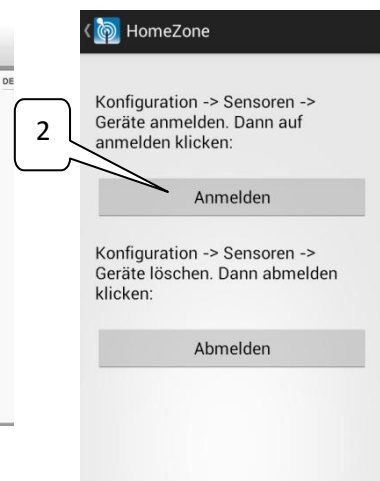 HomeZone
DE
Konfiguration -> Sensoren ->
Geräte anmelden. Dann auf
anmelden klicken:
2
Anmelden
Konfiguration -> Sensoren ->
Geräte löschen. Dann abmelden
klicken:
Abmelden